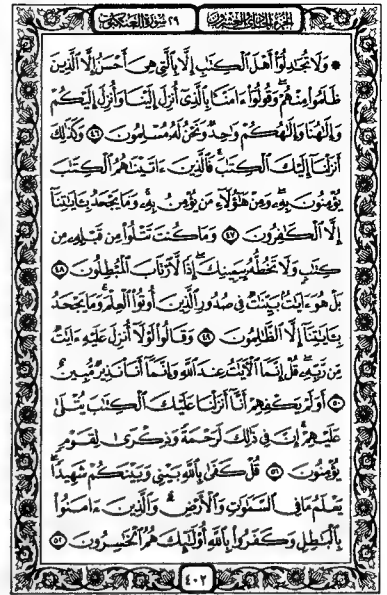 الجزء الحادي والعشرون ٢٩ سورة العنكبوت
۞ وَلَا تُجَٰدِلُوٓاْ أَهۡلَ ٱلۡكِتَٰبِ إِلَّا بِٱلَّتِي هِيَ أَحۡسَنُ إِلَّا ٱلَّذِينَ
ظَلَمُواْ مِنۡهُمۡۖ وَقُولُوٓاْ ءَامَنَّا بِٱلَّذِيٓ أُنزِلَ إِلَيۡنَا وَأُنزِلَ إِلَيۡكُمۡ
وَإِلَٰهُنَا وَإِلَٰهُكُمۡ وَٰحِدٞ وَنَحۡنُ لَهُۥ مُسۡلِمُونَ ٤٦ وَكَذَٰلِكَ
أَنزَلۡنَآ إِلَيۡكَ ٱلۡكِتَٰبَۚ فَٱلَّذِينَ ءَاتَيۡنَٰهُمُ ٱلۡكِتَٰبَ
يُؤۡمِنُونَ بِهِۦۖ وَمِنۡ هَٰٓؤُلَآءِ مَن يُؤۡمِنُ بِهِۦۚ وَمَا يَجۡحَدُ بِـَٔايَٰتِنَآ
إِلَّا ٱلۡكَٰفِرُونَ ٤٧ وَمَا كُنتَ تَتۡلُواْ مِن قَبۡلِهِۦ مِن
كِتَٰبٖ وَلَا تَخُطُّهُۥ بِيَمِينِكَۖ إِذٗا لَّٱرۡتَابَ ٱلۡمُبۡطِلُونَ ٤٨
بَلۡ هُوَ ءَايَٰتُۢ بَيِّنَٰتٞ فِي صُدُورِ ٱلَّذِينَ أُوتُواْ ٱلۡعِلۡمَۚ وَمَا يَجۡحَدُ
بِـَٔايَٰتِنَآ إِلَّا ٱلظَّٰلِمُونَ ٤٩ وَقَالُواْ لَوۡلَآ أُنزِلَ عَلَيۡهِ ءَايَٰتٞ
مِّن رَّبِّهِۦۖ قُلۡ إِنَّمَا ٱلۡأٓيَٰتُ عِندَ ٱللَّهِ وَإِنَّمَآ أَنَا۠ نَذِيرٞ مُّبِينٌ
٥٠ أَوَلَمۡ يَكۡفِهِمۡ أَنَّآ أَنزَلۡنَا عَلَيۡكَ ٱلۡكِتَٰبَ يُتۡلَىٰ
عَلَيۡهِمۡۚ إِنَّ فِي ذَٰلِكَ لَرَحۡمَةٗ وَذِكۡرَىٰ لِقَوۡمٖ
يُؤۡمِنُونَ ٥١ قُلۡ كَفَىٰ بِٱللَّهِ بَيۡنِي وَبَيۡنَكُمۡ شَهِيدٗاۖ
يَعۡلَمُ مَا فِي ٱلسَّمَٰوَٰتِ وَٱلۡأَرۡضِۗ وَٱلَّذِينَ ءَامَنُواْ
بِٱلۡبَٰطِلِ وَكَفَرُواْ بِٱللَّهِ أُوْلَٰٓئِكَ هُمُ ٱلۡخَٰسِرُونَ ٥٢
٤٠٢